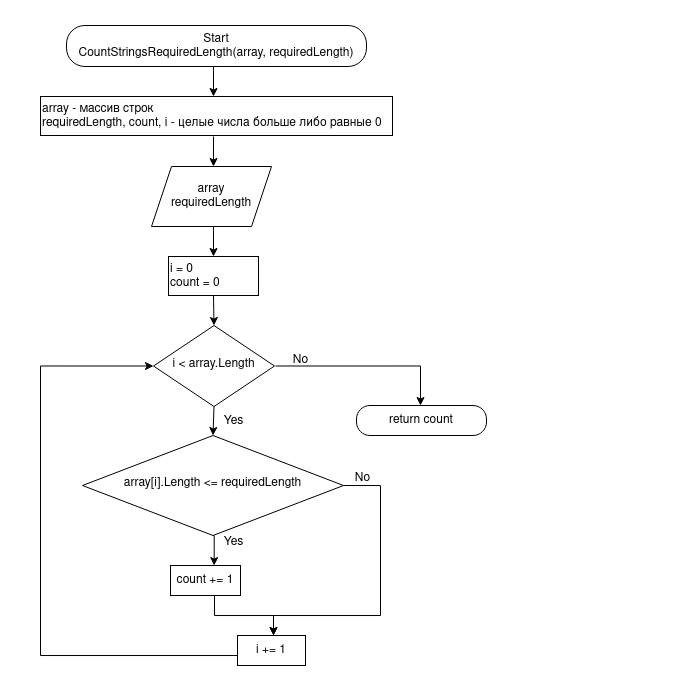 Start
CountStringsRequiredLength(array, requiredLength)
array - массив строк
requiredLength, count, i - целые числа больше либо равные 0
array
requiredLength
i = 0
count = 0
i < array.Length
No
Yes
return count
array[i].Length <= requiredLength
No
Yes
count += 1
i += 1